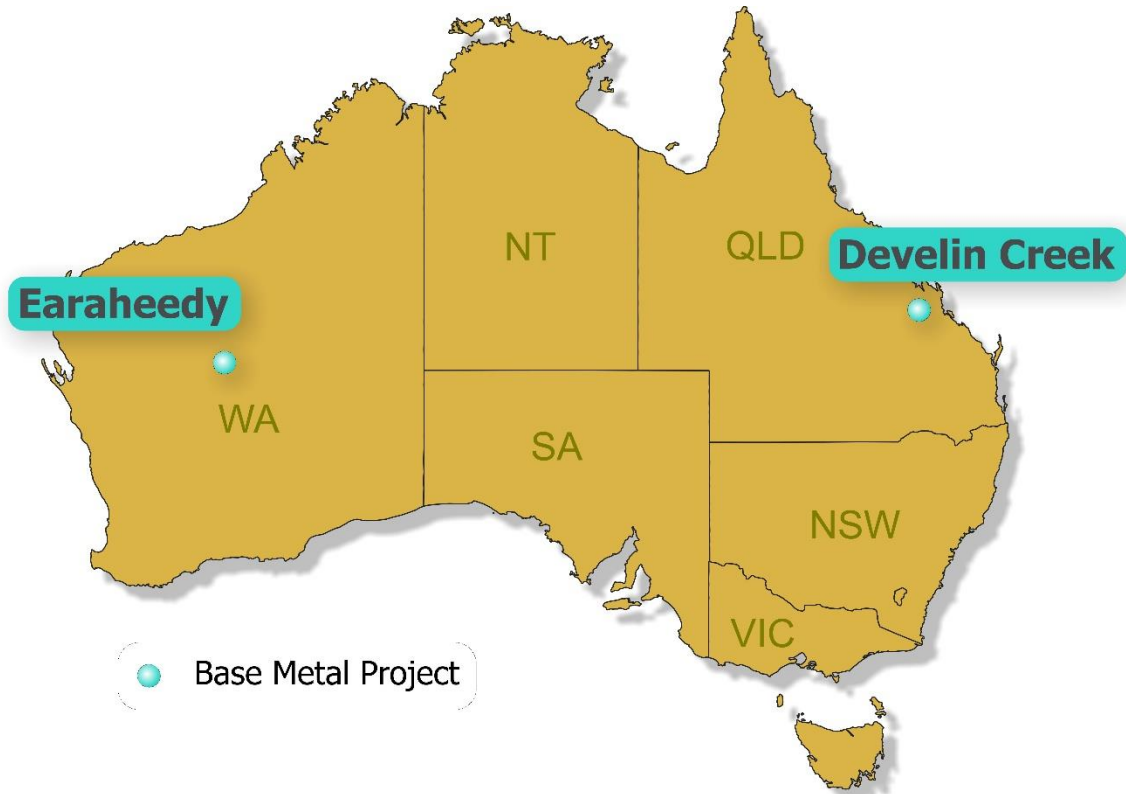 NT
QLD
Develin Creek
Earaheedy
WA
SA
NSW
VIC
Base Metal Project